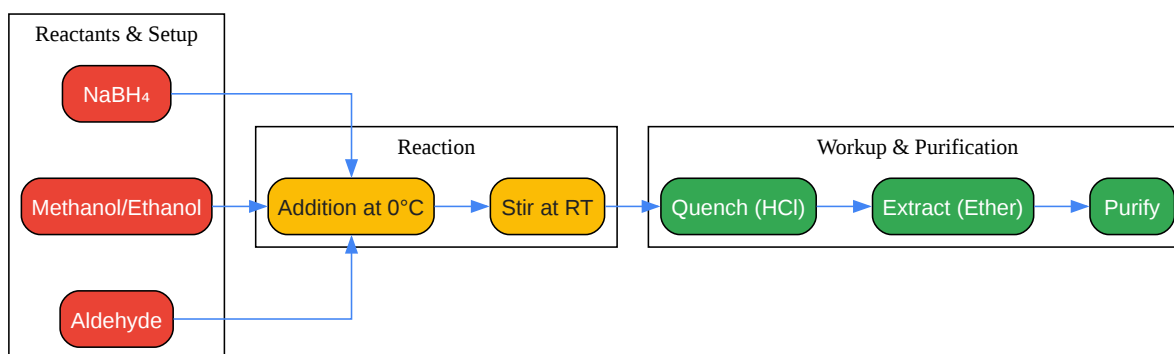 Reactants & Setup
NaBH₄
Methanol/Ethanol
Aldehyde
Reaction
Addition at 0°C
Stir at RT
Workup & Purification
Quench (HCl)
Extract (Ether)
Purify